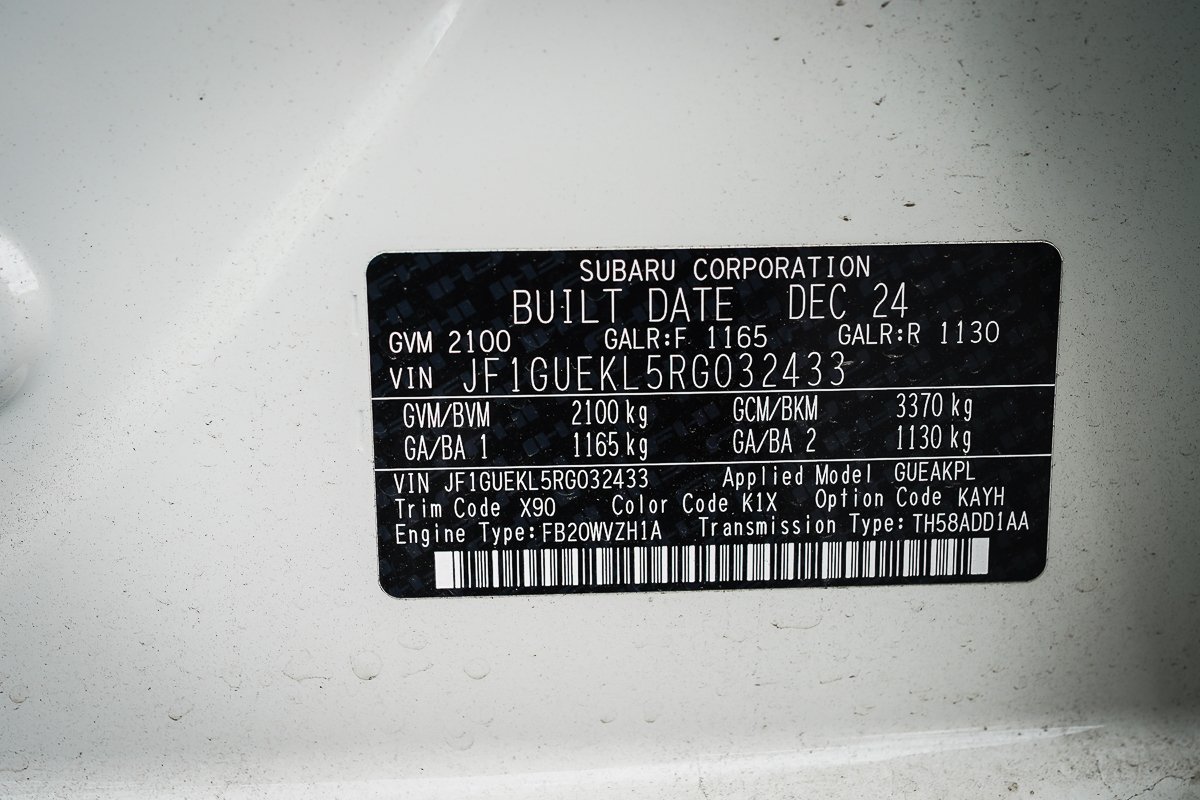 SUBARU CORPORATION
BUILT DATE DEC 24
GVM 2100 GALR:F 1165 GALR:R 1130
VIN JF1GUEKL5RG032433
GVM/BVM 2100 kg GCM/BKM 3370 kg
GA/BA 1 1165 kg GA/BA 2 1130 kg
VIN JF1GUEKL5RG032433 Applied Model GUEAKPL
Trim Code X90 Color Code K1X Option Code KAYH
Engine Type: FB20WVZH1A Transmission Type: TH58ADD1AA